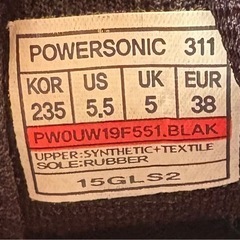 POWERSONIC 311
KOR US UK EUR
235 5.5 5 38
PW0UW19F551.BLAK
UPPER:SYNTHETIC+TEXTILE
SOLE:RUBBER
15GLS2